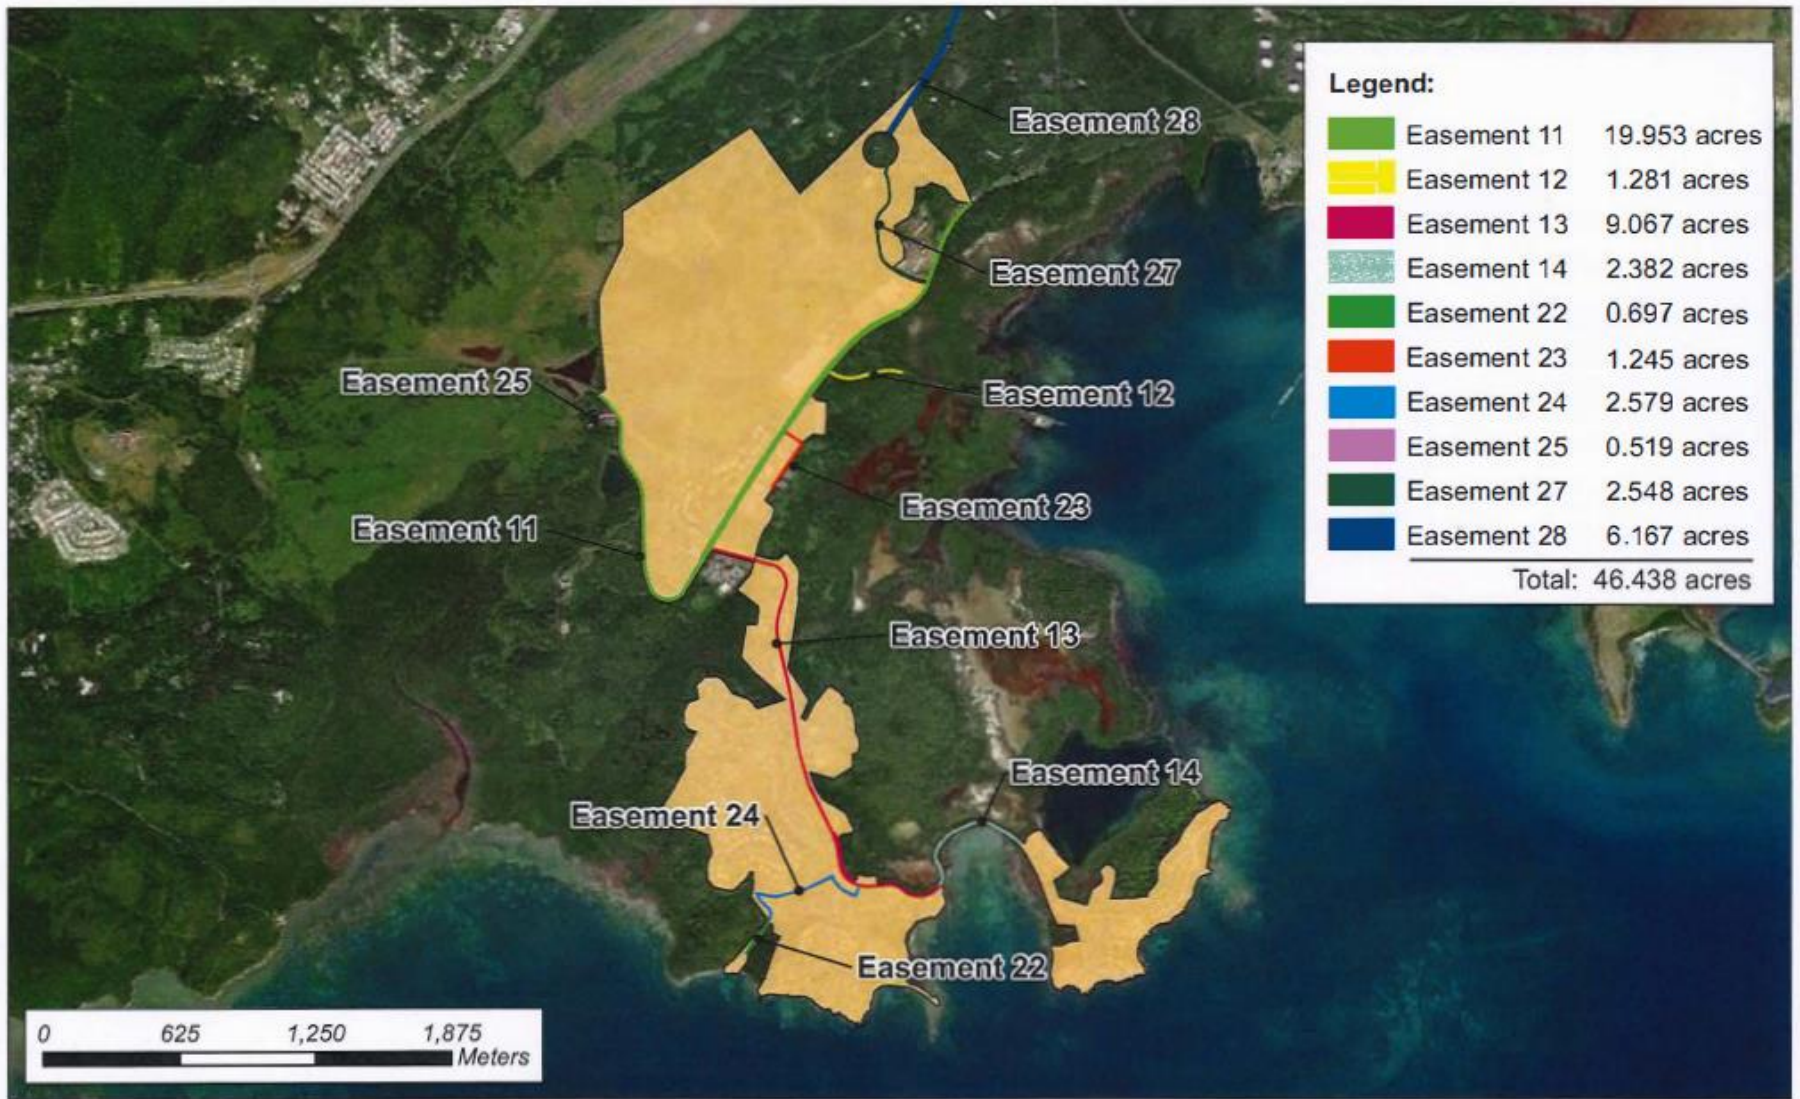 Legend:
Easement 11 19.953 acres
Easement 12 1.281 acres
Easement 13 9.067 acres
Easement 14 2.382 acres
Easement 22 0.697 acres
Easement 23 1.245 acres
Easement 24 2.579 acres
Easement 25 0.519 acres
Easement 27 2.548 acres
Easement 28 6.167 acres
Total: 46.438 acres
Easement 28
Easement 27
Easement 25
Easement 12
Easement 23
Easement 11
Easement 13
Easement 14
Easement 24
Easement 22
0 625 1,250 1,875
Meters